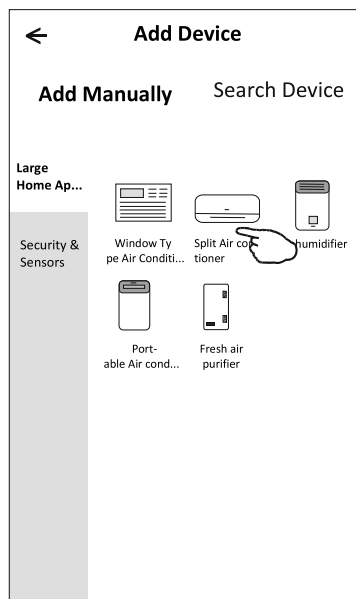 Add Device
Add Manually
Search Device
Large
Home Ap...
Security &
Sensors
Window Ty
pe Air Conditi...
Split Air con
tioner
humidifier
Port-
able Air cond...
Fresh air
purifier